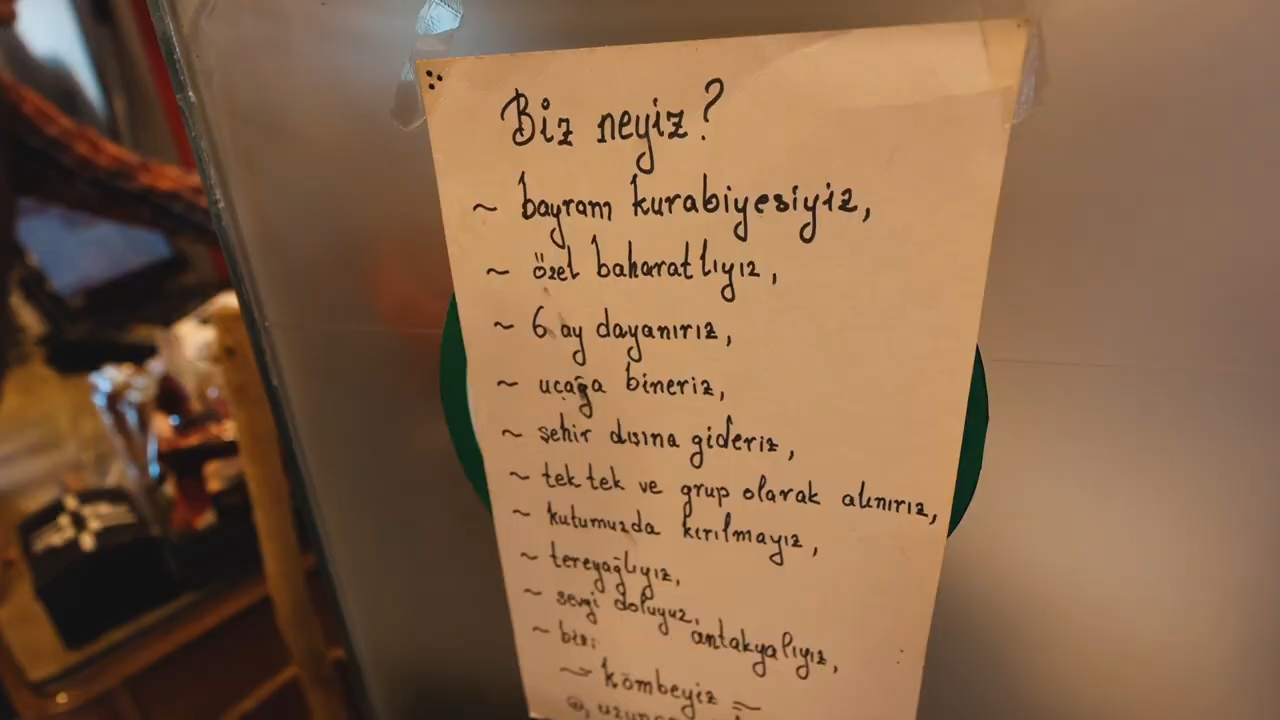 Biz neyiz?
~ bayram kurabiyesiyiz,
~ özel baharatlıyız,
~ 6 ay dayanırız,
~ uçağa bineriz,
~ şehir dışına gideriz,
~ tek tek ve grup olarak alınırız,
~ kutumuzda kırılmayız,
~ tereyağlıyız,
~ sevgi doluyuz,
antakyalıyız,
~ biz:
~ kömbeyiz ~